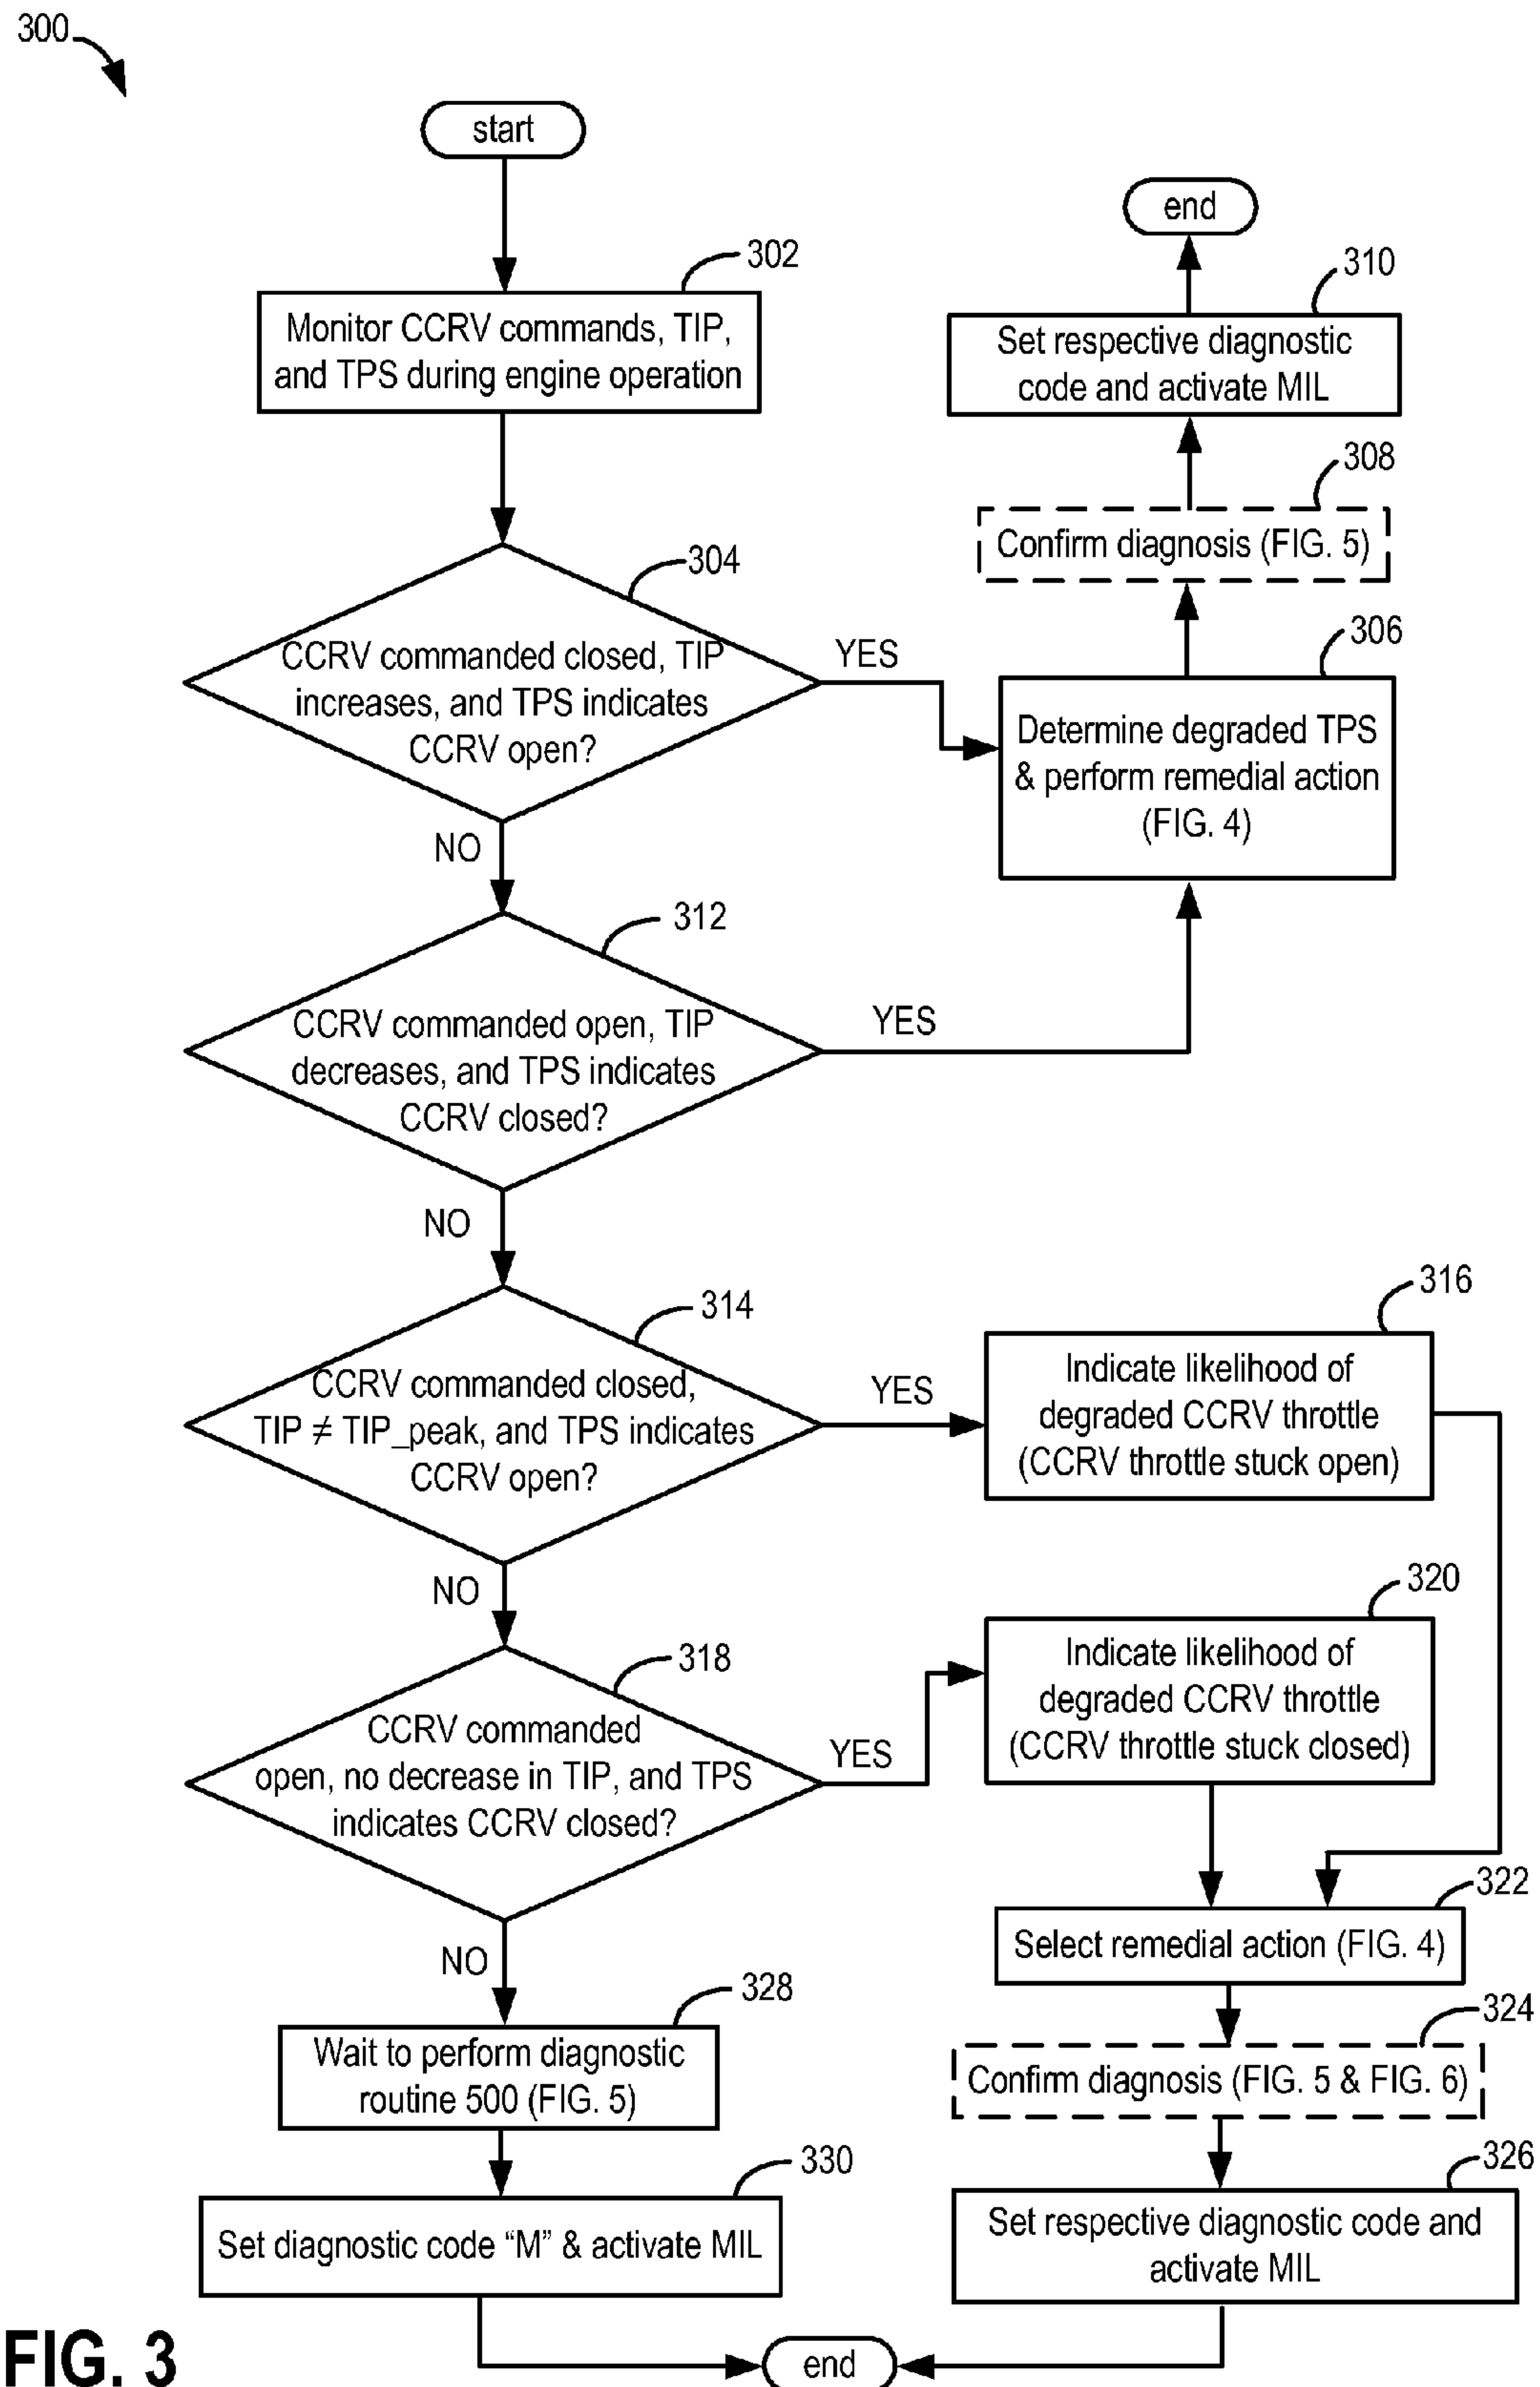 300
start
302
Monitor CCRV commands, TIP,
and TPS during engine operation
304
CCRV commanded closed, TIP
increases, and TPS indicates
CCRV open?
YES
NO
end
310
Set respective diagnostic
code and activate MIL
308
Confirm diagnosis (FIG. 5)
306
Determine degraded TPS
& perform remedial action
(FIG. 4)
312
CCRV commanded open, TIP
decreases, and TPS indicates
CCRV closed?
YES
NO
314
CCRV commanded closed,
TIP ≠ TIP_peak, and TPS indicates
CCRV open?
YES
NO
316
Indicate likelihood of
degraded CCRV throttle
(CCRV throttle stuck open)
318
CCRV commanded
open, no decrease in TIP, and TPS
indicates CCRV closed?
YES
NO
320
Indicate likelihood of
degraded CCRV throttle
(CCRV throttle stuck closed)
322
Select remedial action (FIG. 4)
324
Confirm diagnosis (FIG. 5 & FIG. 6)
326
Set respective diagnostic code and
activate MIL
328
Wait to perform diagnostic
routine 500 (FIG. 5)
330
Set diagnostic code “M” & activate MIL
end
FIG. 3